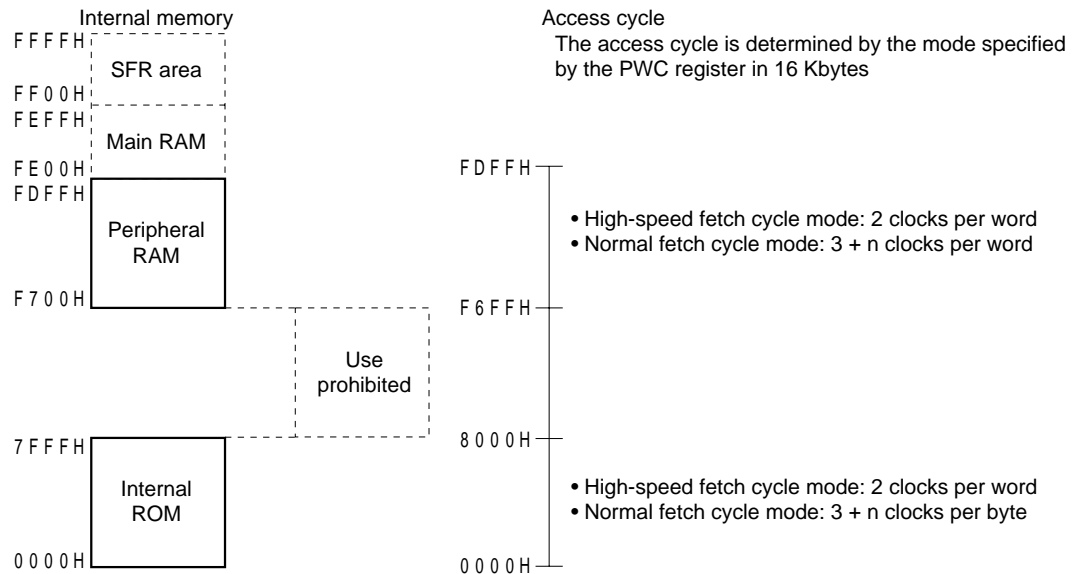 Internal memory
FFFFH
SFR area
FF00H
FEFFH
Main RAM
FE00H
FDFFH
Peripheral
RAM
F700H
Use
prohibited
7FFFH
Internal
ROM
0000H
Access cycle
The access cycle is determined by the mode specified
by the PWC register in 16 Kbytes
FDFFH
• High-speed fetch cycle mode: 2 clocks per word
• Normal fetch cycle mode: 3 + n clocks per word
F6FFH
8000H
• High-speed fetch cycle mode: 2 clocks per word
• Normal fetch cycle mode: 3 + n clocks per byte
0000H